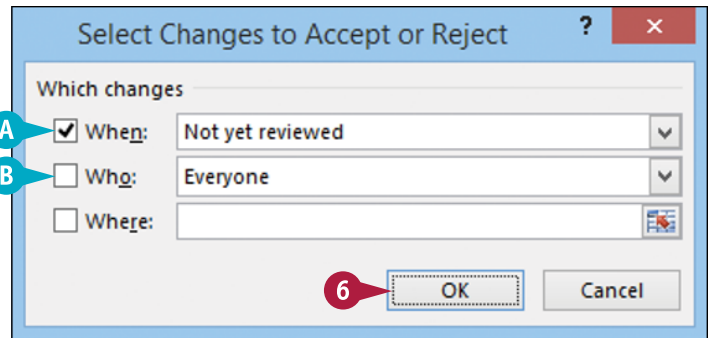 Select Changes to Accept or Reject ? ×
Which changes
A When: Not yet reviewed
B Who: Everyone
Where:
6 OK Cancel